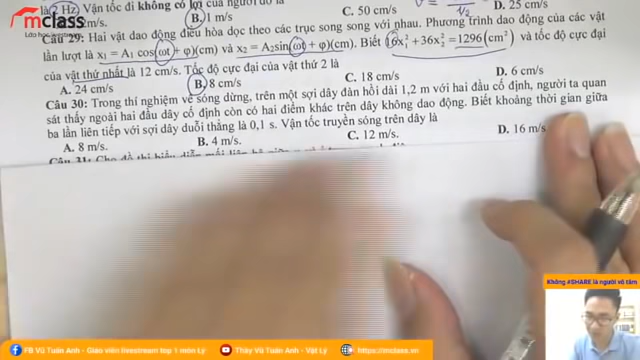 là 2 Hz). Vận tốc đi không có lợi của người đó là
B. 1 m/s
C. 50 cm/s
D. 25 cm/s
mclass
Câu 29: Hai vật dao động điều hòa dọc theo các trục song song với nhau. Phương trình dao động của các vật
lần lượt là x₁ = A₁ cos(ωt + φ)(cm) và x₂ = A₂sin(ωt + φ)(cm). Biết 16x₁² + 36x₂² = 1296(cm²) và tốc độ cực đại
của vật thứ nhất là 12 cm/s. Tốc độ cực đại của vật thứ 2 là
A. 24 cm/s
B. 8 cm/s
C. 18 cm/s
D. 6 cm/s
Câu 30: Trong thí nghiệm về sóng dừng, trên một sợi dây đàn hồi dài 1,2 m với hai đầu cố định, người ta quan
sát thấy ngoài hai đầu dây cố định còn có hai điểm khác trên dây không dao động. Biết khoảng thời gian giữa
ba lần liên tiếp với sợi dây duỗi thẳng là 0,1 s. Vận tốc truyền sóng trên dây là
A. 8 m/s.
B. 4 m/s.
C. 12 m/s.
D. 16 m/s
Không #SHARE là người vô tâm
FB Vũ Tuấn Anh - Giáo viên livestream top 1 môn Lý
Thầy Vũ Tuấn Anh - Vật Lý
https://mclass.vn